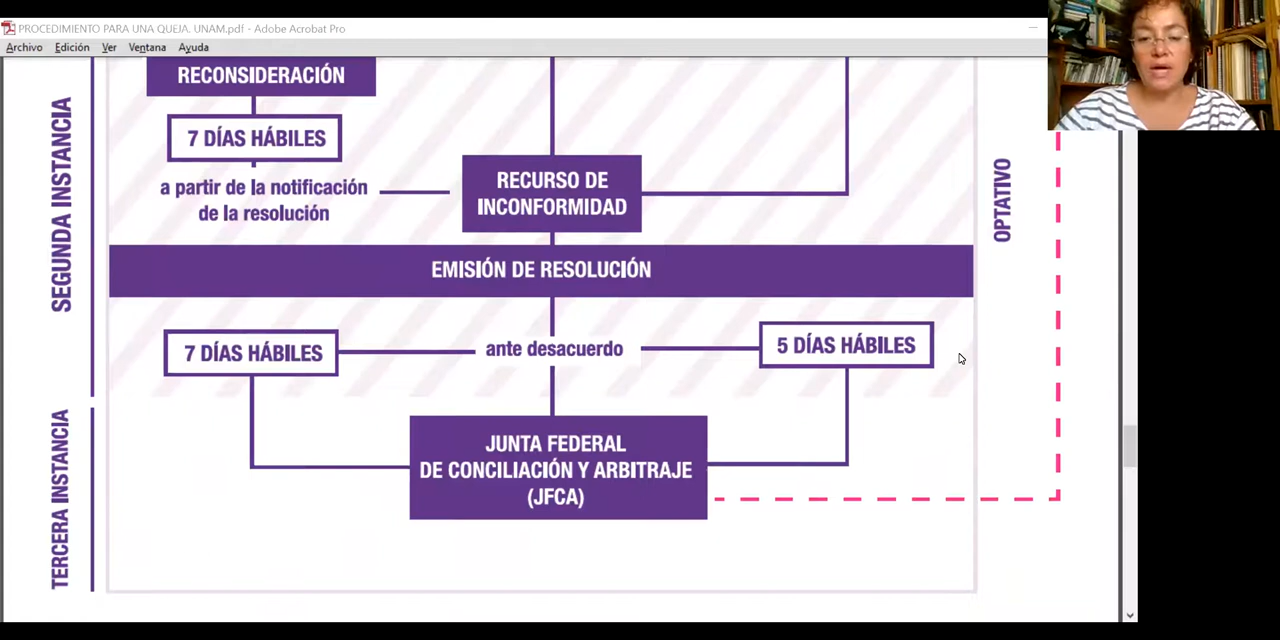 PROCEDIMIENTO PARA UNA QUEJA. UNAM.pdf - Adobe Acrobat Pro
Archivo Edición Ver Ventana Ayuda
SEGUNDA INSTANCIA
RECONSIDERACIÓN
7 DÍAS HÁBILES
a partir de la notificación
de la resolución
RECURSO DE
INCONFORMIDAD
OPTATIVO
EMISIÓN DE RESOLUCIÓN
7 DÍAS HÁBILES
ante desacuerdo
5 DÍAS HÁBILES
TERCERA INSTANCIA
JUNTA FEDERAL
DE CONCILIACIÓN Y ARBITRAJE
(JFCA)